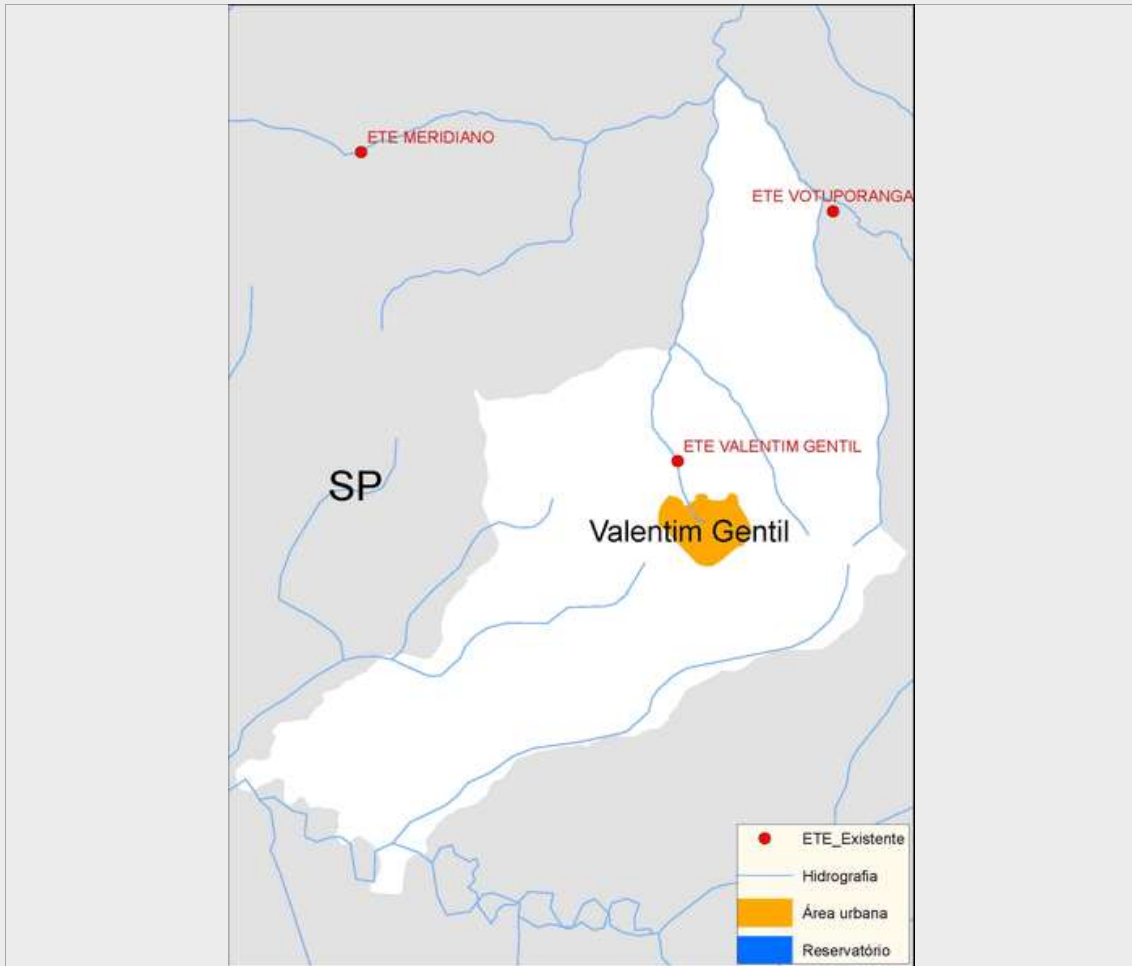 ETE MERIDIANO
ETE VOTUPORANGA
ETE VALENTIM GENTIL
SP
Valentim Gentil
ETE_Existente
Hidrografia
Área urbana
Reservatório